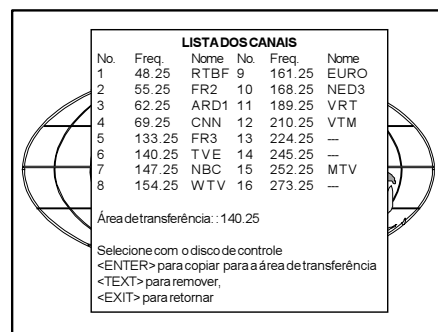 LISTA DOS CANAIS
No. Freq. Nome No. Freq. Nome
1 48.25 RTBF 9 161.25 EURO
2 55.25 FR2 10 168.25 NED3
3 62.25 ARD1 11 189.25 VRT
4 69.25 CNN 12 210.25 VTM
5 133.25 FR3 13 224.25 ---
6 140.25 TVE 14 245.25 ---
7 147.25 NBC 15 252.25 MTV
8 154.25 WTV 16 273.25 ---
Área de transferência: : 140.25
Selecione com o disco de controle
<ENTER> para copiar para a área de transferência
<TEXT> para remover,
<EXIT> para retornar